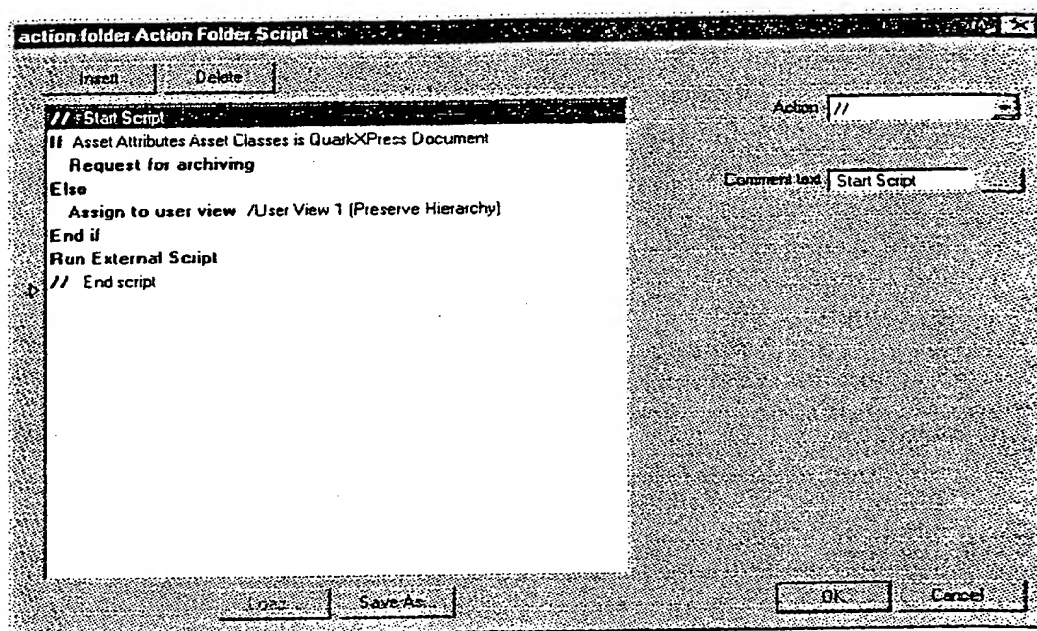 action folder Action Folder Script
Insert Delete
// Start Script
If Asset Attributes Asset Classes is QuarkXPress Document
Request for archiving
Else
Assign to user view /User View 1 (Preserve Hierarchy)
End if
Run External Script
// End script
Action //
Comment text Start Script
...
Load... Save As...
OK Cancel